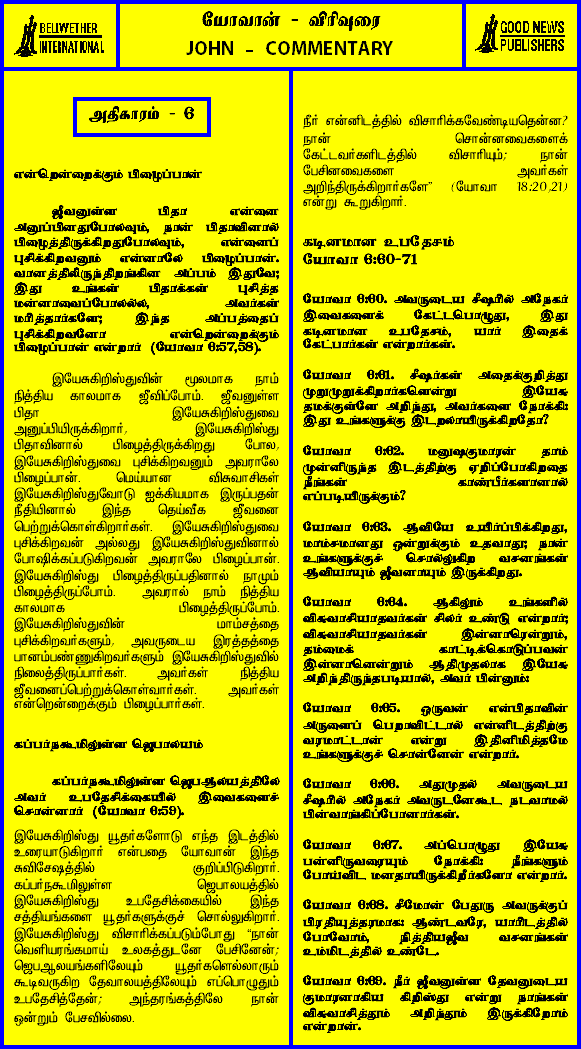 BELWETHER
INTERNATIONAL
யோவான் - விரிவுரை
JOHN - COMMENTARY
GOOD NEWS
PUBLISHERS
அதிகாரம் - 6
என்றென்றைக்கும் பிழைப்பான்
ஜீவனுள்ள பிதா என்னை
அனுப்பினதுபோலவும், நான் பிதாவினால்
பிழைத்திருக்கிறதுபோலவும், என்னைப்
புசிக்கிறவனும் என்னாலே பிழைப்பான்.
வானத்திலிருந்திறங்கின அப்பம் இதுவே;
இது உங்கள் பிதாக்கள் புசித்த
மன்னாவைப்போலல்ல, அவர்கள்
மரித்தார்களே; இந்த அப்பத்தைப்
புசிக்கிறவனோ என்றென்றைக்கும்
பிழைப்பான் என்றார் (யோவா 6:57,58).
இயேசுகிறிஸ்துவின் மூலமாக நாம்
நித்திய காலமாக ஜீவிப்போம். ஜீவனுள்ள
பிதா இயேசுகிறிஸ்துவை
அனுப்பியிருக்கிறார், இயேசுகிறிஸ்து
பிதாவினால் பிழைத்திருக்கிறது போல,
இயேசுகிறிஸ்துவை புசிக்கிறவனும் அவராலே
பிழைப்பான். மெய்யான விசுவாசிகள்
இயேசுகிறிஸ்துவோடு ஐக்கியமாக இருப்பதன்
நீதியினால் இந்த தெய்வீக ஜீவனை
பெற்றுக்கொள்கிறார்கள். இயேசுகிறிஸ்துவை
புசிக்கிறவன் அல்லது இயேசுகிறிஸ்துவினால்
போஷிக்கப்படுகிறவன் அவராலே பிழைப்பான்.
இயேசுகிறிஸ்து பிழைத்திருப்பதினால் நாமும்
பிழைத்திருப்போம். அவரால் நாம் நித்திய
காலமாக பிழைத்திருப்போம்.
இயேசுகிறிஸ்துவின் மாம்சத்தை
புசிக்கிறவர்களும், அவருடைய இரத்தத்தை
பானம்பண்ணுகிறவர்களும் இயேசுகிறிஸ்துவில்
நிலைத்திருப்பார்கள். அவர்கள் நித்திய
ஜீவனைப்பெற்றுக்கொள்வார்கள். அவர்கள்
என்றென்றைக்கும் பிழைப்பார்கள்.
கப்பர்நகூமிலுள்ள ஜெபாலயம்
கப்பர்நகூமிலுள்ள ஜெபஆலயத்திலே
அவர் உபதேசிக்கையில் இவைகளைச்
சொன்னார் (யோவா 6:59).
இயேசுகிறிஸ்து யூதர்களோடு எந்த இடத்தில்
உரையாடுகிறார் என்பதை யோவான் இந்த
சுவிசேஷத்தில் குறிப்பிடுகிறார்.
கப்பர்நகூமிலுள்ள ஜெபாலயத்தில்
இயேசுகிறிஸ்து உபதேசிக்கையில் இந்த
சத்தியங்களை யூதர்களுக்குச் சொல்லுகிறார்.
இயேசுகிறிஸ்து விசாரிக்கப்படும்போது "நான்
வெளியரங்கமாய் உலகத்துடனே பேசினேன்;
ஜெபஆலயங்களிலேயும் யூதர்களெல்லாரும்
கூடிவருகிற தேவாலயத்திலேயும் எப்பொழுதும்
உபதேசித்தேன்; அந்தரங்கத்திலே நான்
ஒன்றும் பேசவில்லை.
நீர் என்னிடத்தில் விசாரிக்கவேண்டியதென்ன?
நான் சொன்னவைகளைக்
கேட்டவர்களிடத்தில் விசாரியும்; நான்
பேசினவைகளை அவர்கள்
அறிந்திருக்கிறார்களே" (யோவா 18:20,21)
என்று கூறுகிறார்.
கடினமான உபதேசம்
யோவா 6:60-71
யோவா 6:60. அவருடைய சீஷரில் அநேகர்
இவைகளைக் கேட்டபொழுது, இது
கடினமான உபதேசம், யார் இதைக்
கேட்பார்கள் என்றார்கள்.
யோவா 6:61. சீஷர்கள் அதைக்குறித்து
முறுமுறுக்கிறார்களென்று இயேசு
தமக்குள்ளே அறிந்து, அவர்களை நோக்கி:
இது உங்களுக்கு இடறலாயிருக்கிறதோ?
யோவா 6:62. மனுஷகுமாரன் தாம்
முன்னிருந்த இடத்திற்கு ஏறிப்போகிறதை
நீங்கள் காண்பீர்களானால்
எப்படியிருக்கும்?
யோவா 6:63. ஆவியே உயிர்ப்பிக்கிறது,
மாம்சமானது ஒன்றுக்கும் உதவாது; நான்
உங்களுக்குச் சொல்லுகிற வசனங்கள்
ஆவியாயும் ஜீவனாயும் இருக்கிறது.
யோவா 6:64. ஆகிலும் உங்களில்
விசுவாசியாதவர்கள் சிலர் உண்டு என்றார்;
விசுவாசியாதவர்கள் இன்னாரென்றும்,
தம்மைக் காட்டிக்கொடுப்பவன்
இன்னானென்றும் ஆதிமுதலாக இயேசு
அறிந்திருந்தபடியால், அவர் பின்னும்:
யோவா 6:65. ஒருவன் என்பிதாவின்
அருளைப் பெறாவிட்டால் என்னிடத்திற்கு
வரமாட்டான் என்று இதினிமித்தமே
உங்களுக்குச் சொன்னேன் என்றார்.
யோவா 6:66. அதுமுதல் அவருடைய
சீஷரில் அநேகர் அவருடனேகூட நடவாமல்
பின்வாங்கிப்போனார்கள்.
யோவா 6:67. அப்பொழுது இயேசு
பன்னிருவரையும் நோக்கி: நீங்களும்
போய்விட மனதாயிருக்கிறீர்களோ என்றார்.
யோவா 6:68. சீமோன் பேதுரு அவருக்குப்
பிரதியுத்தரமாக: ஆண்டவரே, யாரிடத்தில்
போவோம், நித்தியஜீவ வசனங்கள்
உம்மிடத்தில் உண்டே.
யோவா 6:69. நீர் ஜீவனுள்ள தேவனுடைய
குமாரனாகிய கிறிஸ்து என்று நாங்கள்
விசுவாசித்தும் அறிந்தும் இருக்கிறோம்
என்றான்.